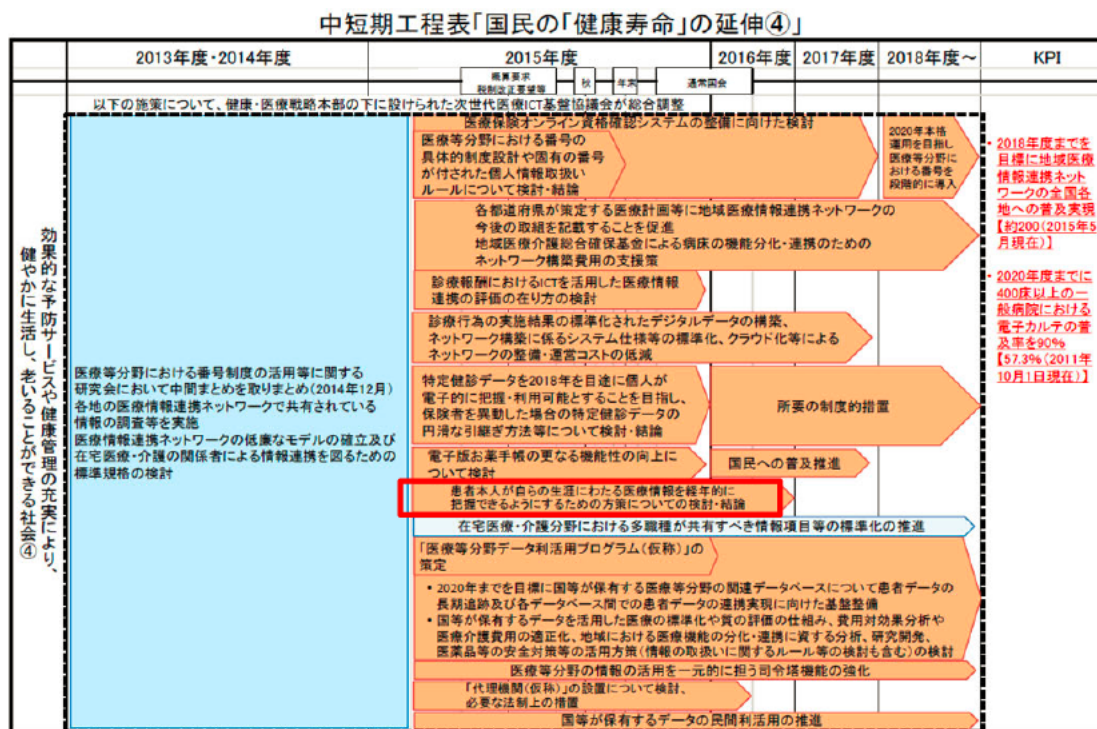 中短期工程表「国民の「健康寿命」の延伸④」
2013年度・2014年度
2015年度
2016年度
2017年度
2018年度～
KPI
概算要求
税制改正要望等
秋
年末
通常国会
以下の施策について、健康・医療戦略本部の下に設けられた次世代医療ICT基盤協議会が総合調整
効果的な予防サービスや健康管理の充実により、
健やかに生活し、老いることができる社会④
医療等分野における番号制度の活用等に関する
研究会において中間まとめを取りまとめ(2014年12月)
各地の医療情報連携ネットワークで共有されている
情報の調査等を実施
医療情報連携ネットワークの低廉なモデルの確立及び
在宅医療・介護の関係者による情報連携を図るための
標準規格の検討
医療保険オンライン資格確認システムの整備に向けた検討
医療等分野における番号の
具体的制度設計や固有の番号
が付された個人情報取扱い
ルールについて検討・結論
2020年本格
運用を目指し
医療等分野に
おける番号を
段階的に導入
各都道府県が策定する医療計画等に地域医療情報連携ネットワークの
今後の取組を記載することを促進
地域医療介護総合確保基金による病床の機能分化・連携のための
ネットワーク構築費用の支援策
診療報酬におけるICTを活用した医療情報
連携の評価の在り方の検討
診療行為の実施結果の標準化されたデジタルデータの構築、
ネットワーク構築に係るシステム仕様等の標準化、クラウド化等による
ネットワークの整備・運営コストの低減
特定健診データを2018年を目途に個人が
電子的に把握・利用可能とすることを目指し、
保険者を異動した場合の特定健診データの
円滑な引継ぎ方法等について検討・結論
所要の制度的措置
電子版お薬手帳の更なる機能性の向上に
ついて検討
国民への普及推進
患者本人が自らの生涯にわたる医療情報を経年的に
把握できるようにするための方策についての検討・結論
在宅医療・介護分野における多職種が共有すべき情報項目等の標準化の推進
「医療等分野データ利活用プログラム(仮称)」の
策定
・2020年までを目標に国等が保有する医療等分野の関連データベースについて患者データの
長期追跡及び各データベース間での患者データの連携実現に向けた基盤整備
・国等が保有するデータを活用した医療の標準化や質の評価の仕組み、費用対効果分析や
医療介護費用の適正化、地域における医療機能の分化・連携に資する分析、研究開発、
医薬品等の安全対策等の活用方策(情報の取扱いに関するルール等の検討も含む)の検討
医療等分野の情報の活用を一元的に担う司令塔機能の強化
「代理機関(仮称)」の設置について検討、
必要な法制上の措置
国等が保有するデータの民間利活用の推進
・2018年度までを
目標に地域医療
情報連携ネット
ワークの全国各
地への普及実現
【約200(2015年5
月現在)】
・2020年度までに
400床以上の一
般病院における
電子カルテの普
及率を90%
【57.3%(2011年
10月1日現在)】